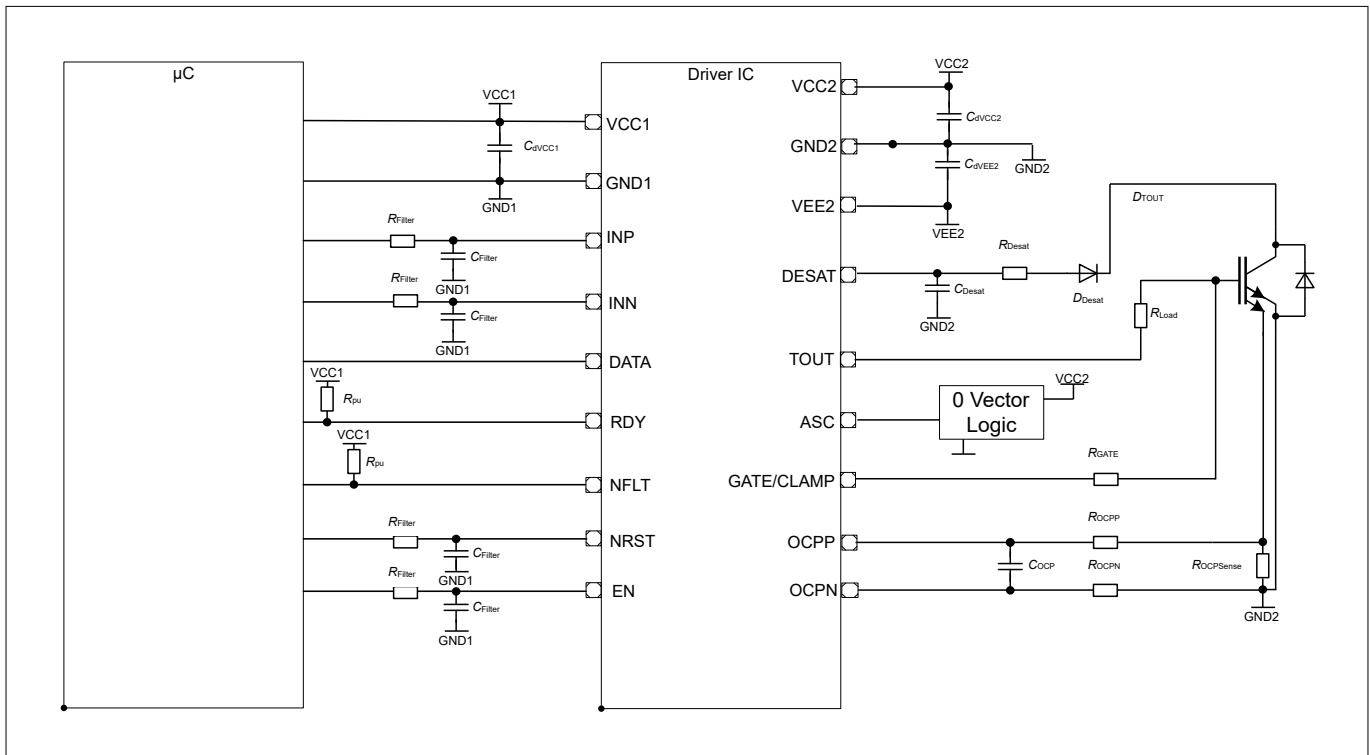 µC
Driver IC
VCC1
CdVCC1
GND1
VCC1
GND1
RFilter
CFilter
GND1
INP
RFilter
CFilter
GND1
INN
DATA
VCC1
Rpu
RDY
VCC1
Rpu
NFLT
RFilter
CFilter
GND1
NRST
RFilter
CFilter
GND1
EN
VCC2
VCC2
CdVCC2
GND2
CdVEE2
GND2
VEE2
VEE2
DTOUT
DESAT
RDesat
CDesat
GND2
DDesat
RLoad
TOUT
VCC2
ASC
0 Vector
Logic
GATE/CLAMP
RGATE
OCPP
ROCPP
COCP
OCPN
ROCPN
ROCPSense
GND2